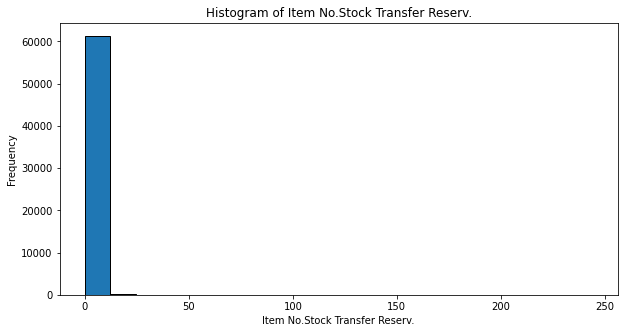 Histogram of Item No.Stock Transfer Reserv.
60000
50000
40000
30000
20000
10000
0
Frequency
0 50 100 150 200 250
Item No.Stock Transfer Reserv.